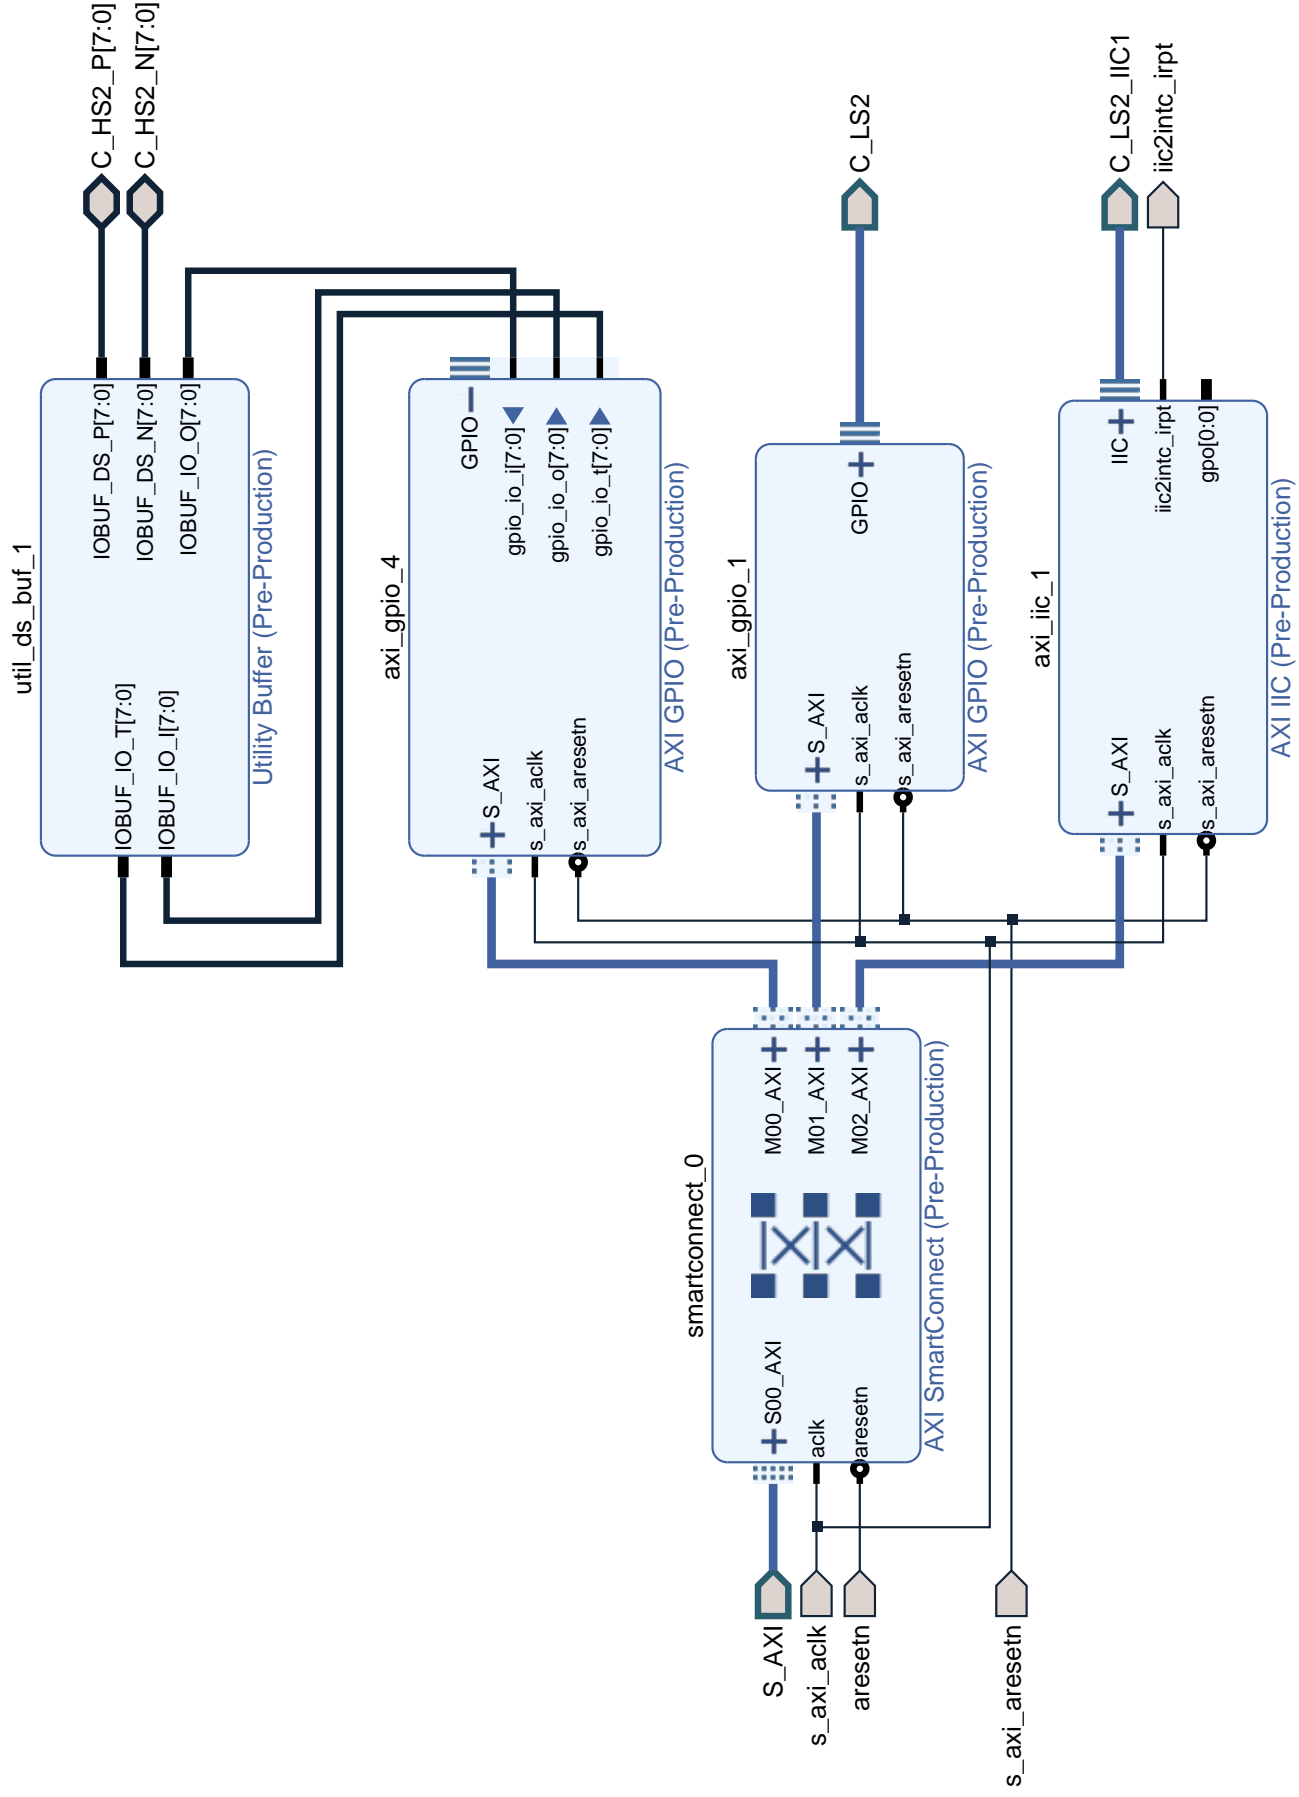 util_ds_buf_1
IOBUF_IO_T[7:0]
IOBUF_IO_I[7:0]
IOBUF_DS_P[7:0]
IOBUF_DS_N[7:0]
IOBUF_IO_O[7:0]
Utility Buffer (Pre-Production)
C_HS2_P[7:0]
C_HS2_N[7:0]
axi_gpio_4
S_AXI
s_axi_aclk
s_axi_aresetn
GPIO
gpio_io_i[7:0]
gpio_io_o[7:0]
gpio_io_t[7:0]
AXI GPIO (Pre-Production)
smartconnect_0
S00_AXI
aclk
aresetn
M00_AXI
M01_AXI
M02_AXI
AXI SmartConnect (Pre-Production)
S_AXI
s_axi_aclk
aresetn
s_axi_aresetn
axi_gpio_1
S_AXI
s_axi_aclk
s_axi_aresetn
GPIO
AXI GPIO (Pre-Production)
C_LS2
axi_iic_1
S_AXI
s_axi_aclk
s_axi_aresetn
IIC
iic2intc_irpt
gpo[0:0]
AXI IIC (Pre-Production)
C_LS2_IIC1
iic2intc_irpt